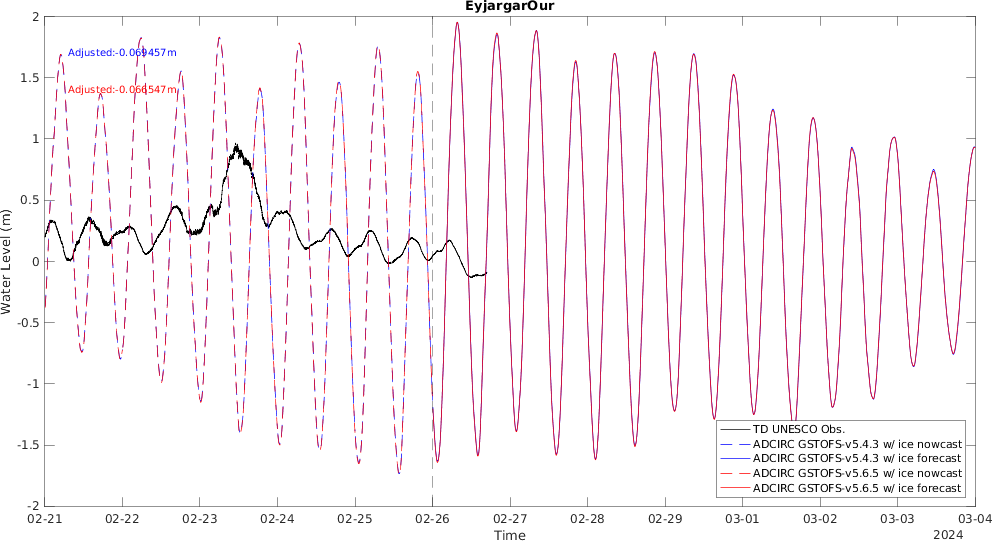 EyjargarOur
Adjusted:-0.069457m
Adjusted:-0.066547m
Water Level (m)
2
1.5
1
0.5
0
-0.5
-1
-1.5
-2
TD UNESCO Obs.
ADCIRC GSTOFS-v5.4.3 w/ ice nowcast
ADCIRC GSTOFS-v5.4.3 w/ ice forecast
ADCIRC GSTOFS-v5.6.5 w/ ice nowcast
ADCIRC GSTOFS-v5.6.5 w/ ice forecast
02-21 02-22 02-23 02-24 02-25 02-26 02-27 02-28 02-29 03-01 03-02 03-03 03-04
Time
2024